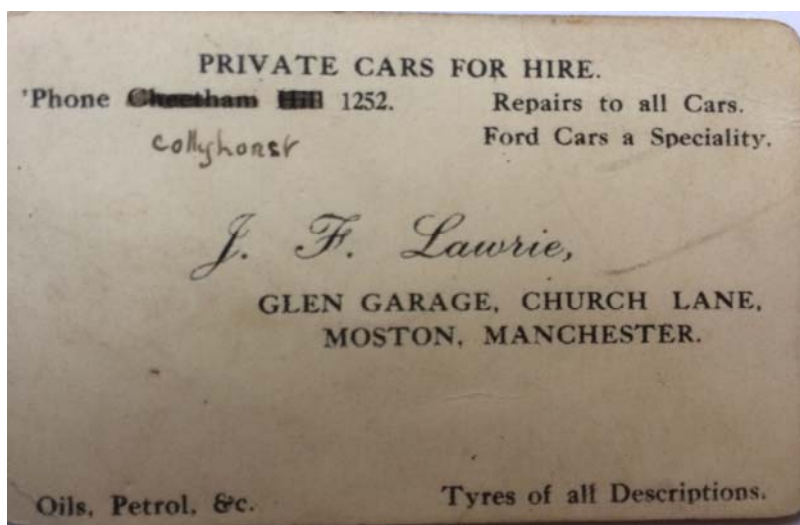 PRIVATE CARS FOR HIRE.
'Phone Cheetham Hill 1252.
Collyhurst
Repairs to all Cars.
Ford Cars a Speciality.
J. F. Lawrie,
GLEN GARAGE, CHURCH LANE,
MOSTON, MANCHESTER.
Oils, Petrol, &c.
Tyres of all Descriptions.